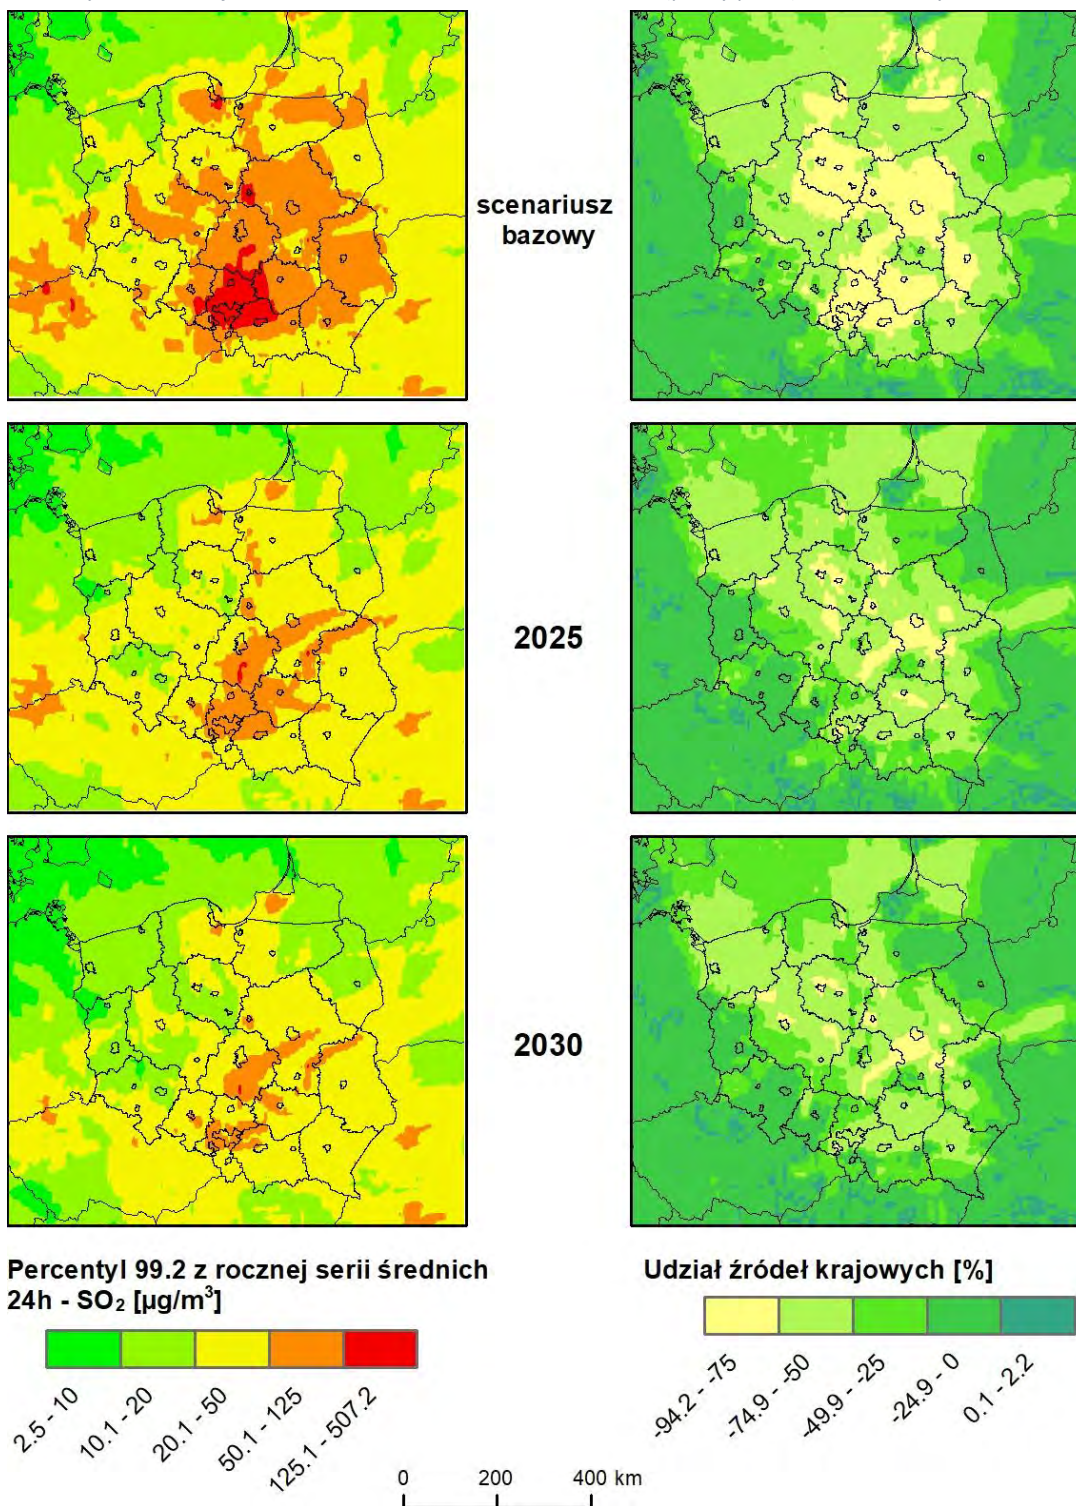 scenariusz
bazowy
2025
2030
Percentyl 99.2 z rocznej serii średnich
24h - SO₂ [µg/m³]
2.5 - 10
10.1 - 20
20.1 - 50
50.1 - 125
125.1 - 507.2
Udział źródeł krajowych [%]
-94.2 - -75
-74.9 - -50
-49.9 - -25
-24.9 - 0
0.1 - 2.2
0 200 400 km